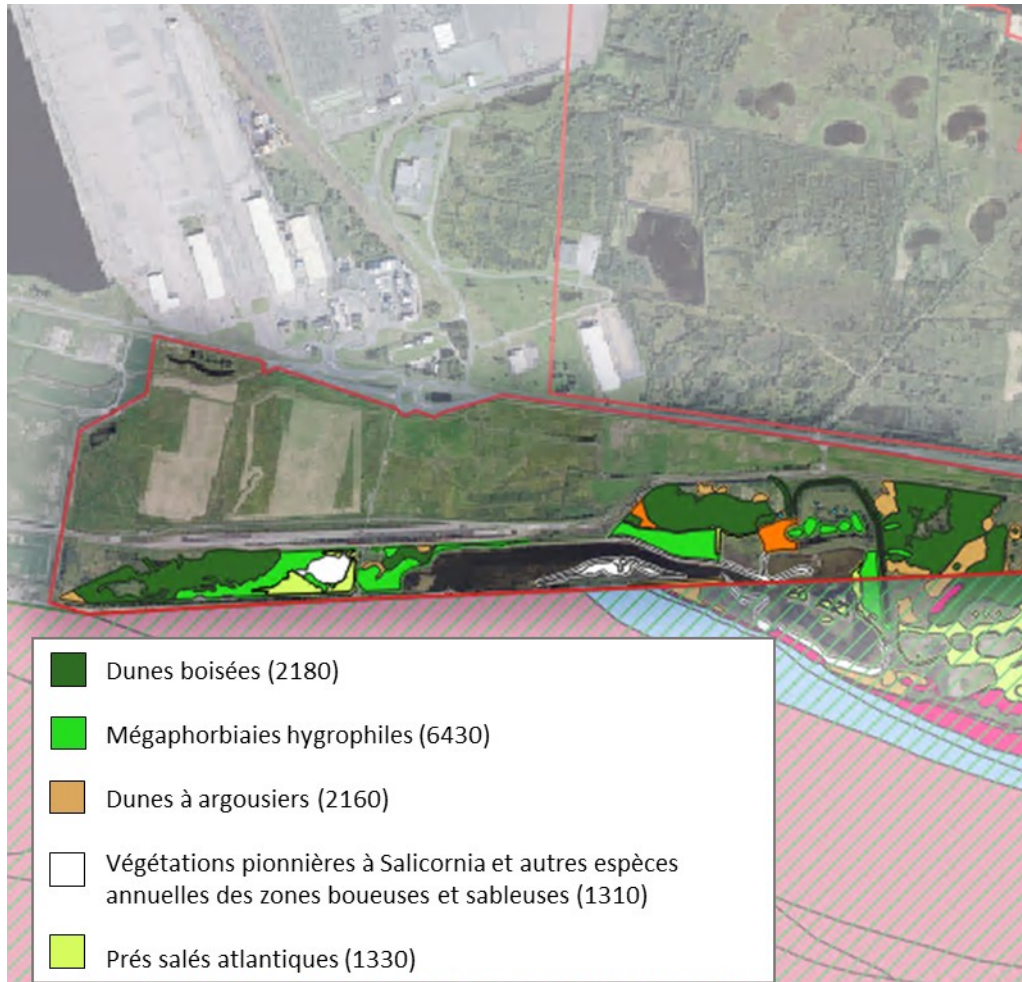 Dunes boisées (2180)
Mégaphorbiaies hygrophiles (6430)
Dunes à argousiers (2160)
Végétations pionnières à Salicornia et autres espèces
annuelles des zones boueuses et sableuses (1310)
Prés salés atlantiques (1330)